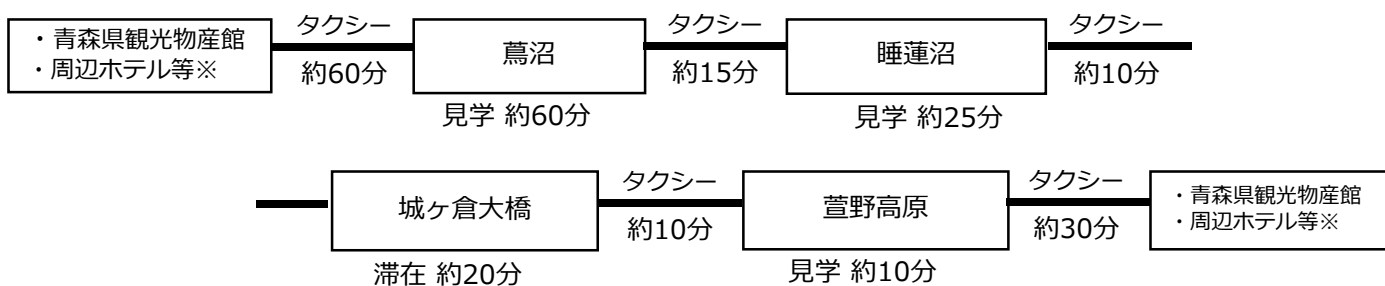 ・青森県観光物産館
・周辺ホテル等※
タクシー
約60分
蔦沼
見学 約60分
タクシー
約15分
睡蓮沼
見学 約25分
タクシー
約10分
城ヶ倉大橋
滞在 約20分
タクシー
約10分
萱野高原
見学 約10分
タクシー
約30分
・青森県観光物産館
・周辺ホテル等※